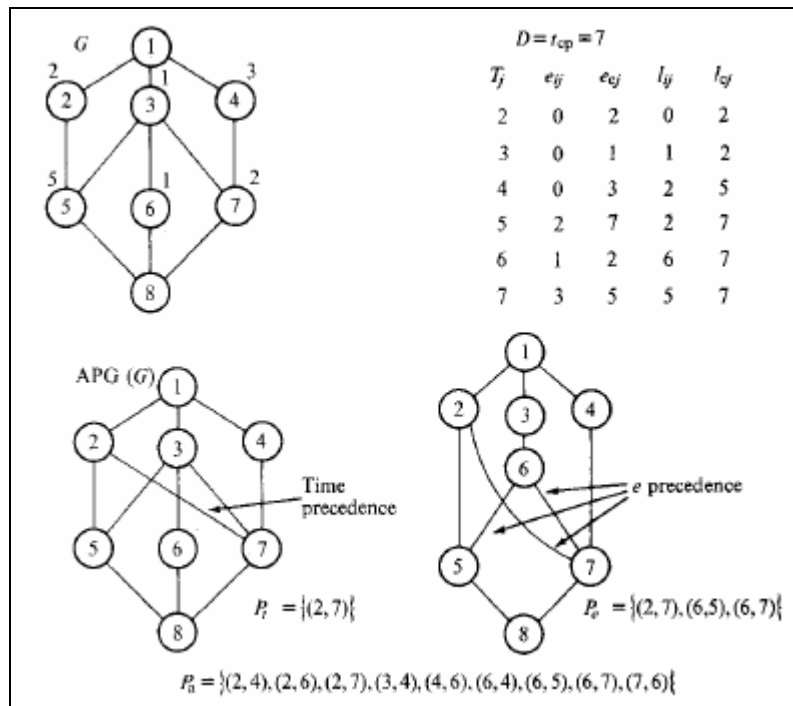 G
1
2
2
1
3
3
4
5
5
1
6
2
7
8
D = t_cp = 7
T_j e_ij e_cj l_ij l_cj
2 0 2 0 2
3 0 1 1 2
4 0 3 2 5
5 2 7 2 7
6 1 2 6 7
7 3 5 5 7
APG (G)
1
2
3
4
Time
precedence
5
6
7
8
P_t = {(2, 7)}
1
2
3
4
6
e precedence
5
7
8
P_e = {(2, 7), (6,5), (6, 7)}
P_a = {(2, 4), (2, 6), (2, 7), (3, 4), (4, 6), (6, 4), (6, 5), (6, 7), (7, 6)}